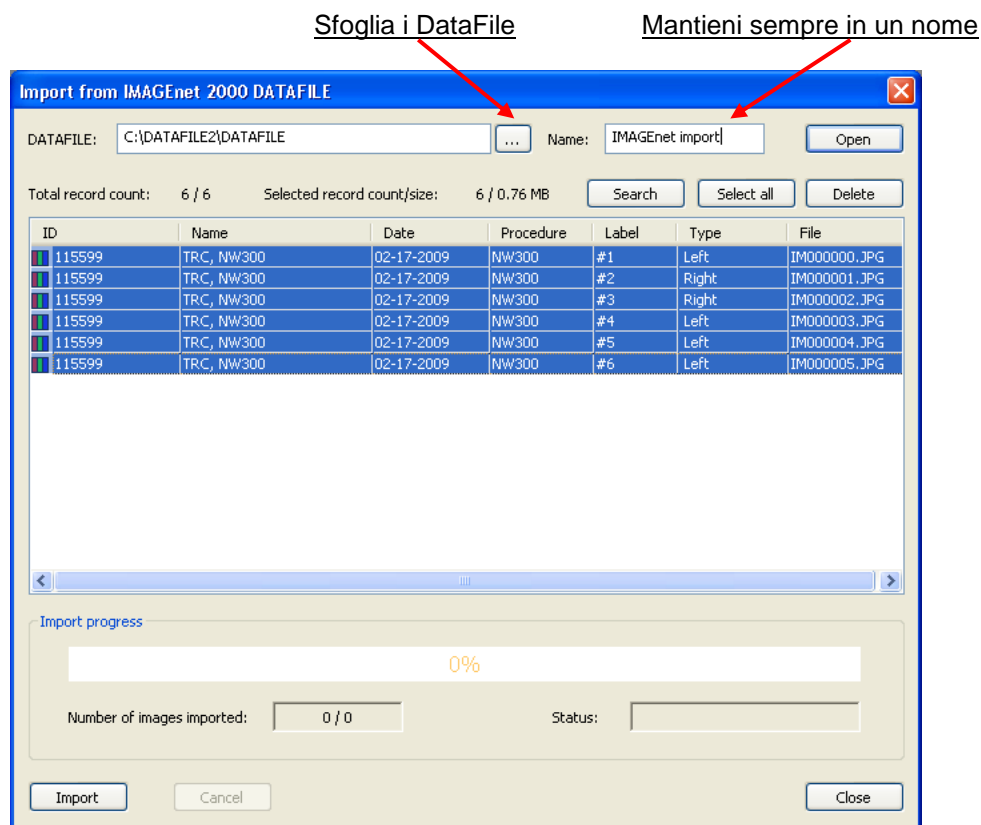 Sfoglia i DataFile Mantieni sempre in un nome
Import from IMAGEnet 2000 DATAFILE
DATAFILE: C:\DATAFILE2\DATAFILE ... Name: IMAGEnet import Open
Total record count: 6 / 6 Selected record count/size: 6 / 0.76 MB Search Select all Delete
ID Name Date Procedure Label Type File
115599 TRC, NW300 02-17-2009 NW300 #1 Left IM000000.JPG
115599 TRC, NW300 02-17-2009 NW300 #2 Right IM000001.JPG
115599 TRC, NW300 02-17-2009 NW300 #3 Right IM000002.JPG
115599 TRC, NW300 02-17-2009 NW300 #4 Left IM000003.JPG
115599 TRC, NW300 02-17-2009 NW300 #5 Left IM000004.JPG
115599 TRC, NW300 02-17-2009 NW300 #6 Left IM000005.JPG
Import progress
0%
Number of images imported: 0 / 0 Status:
Import Cancel Close